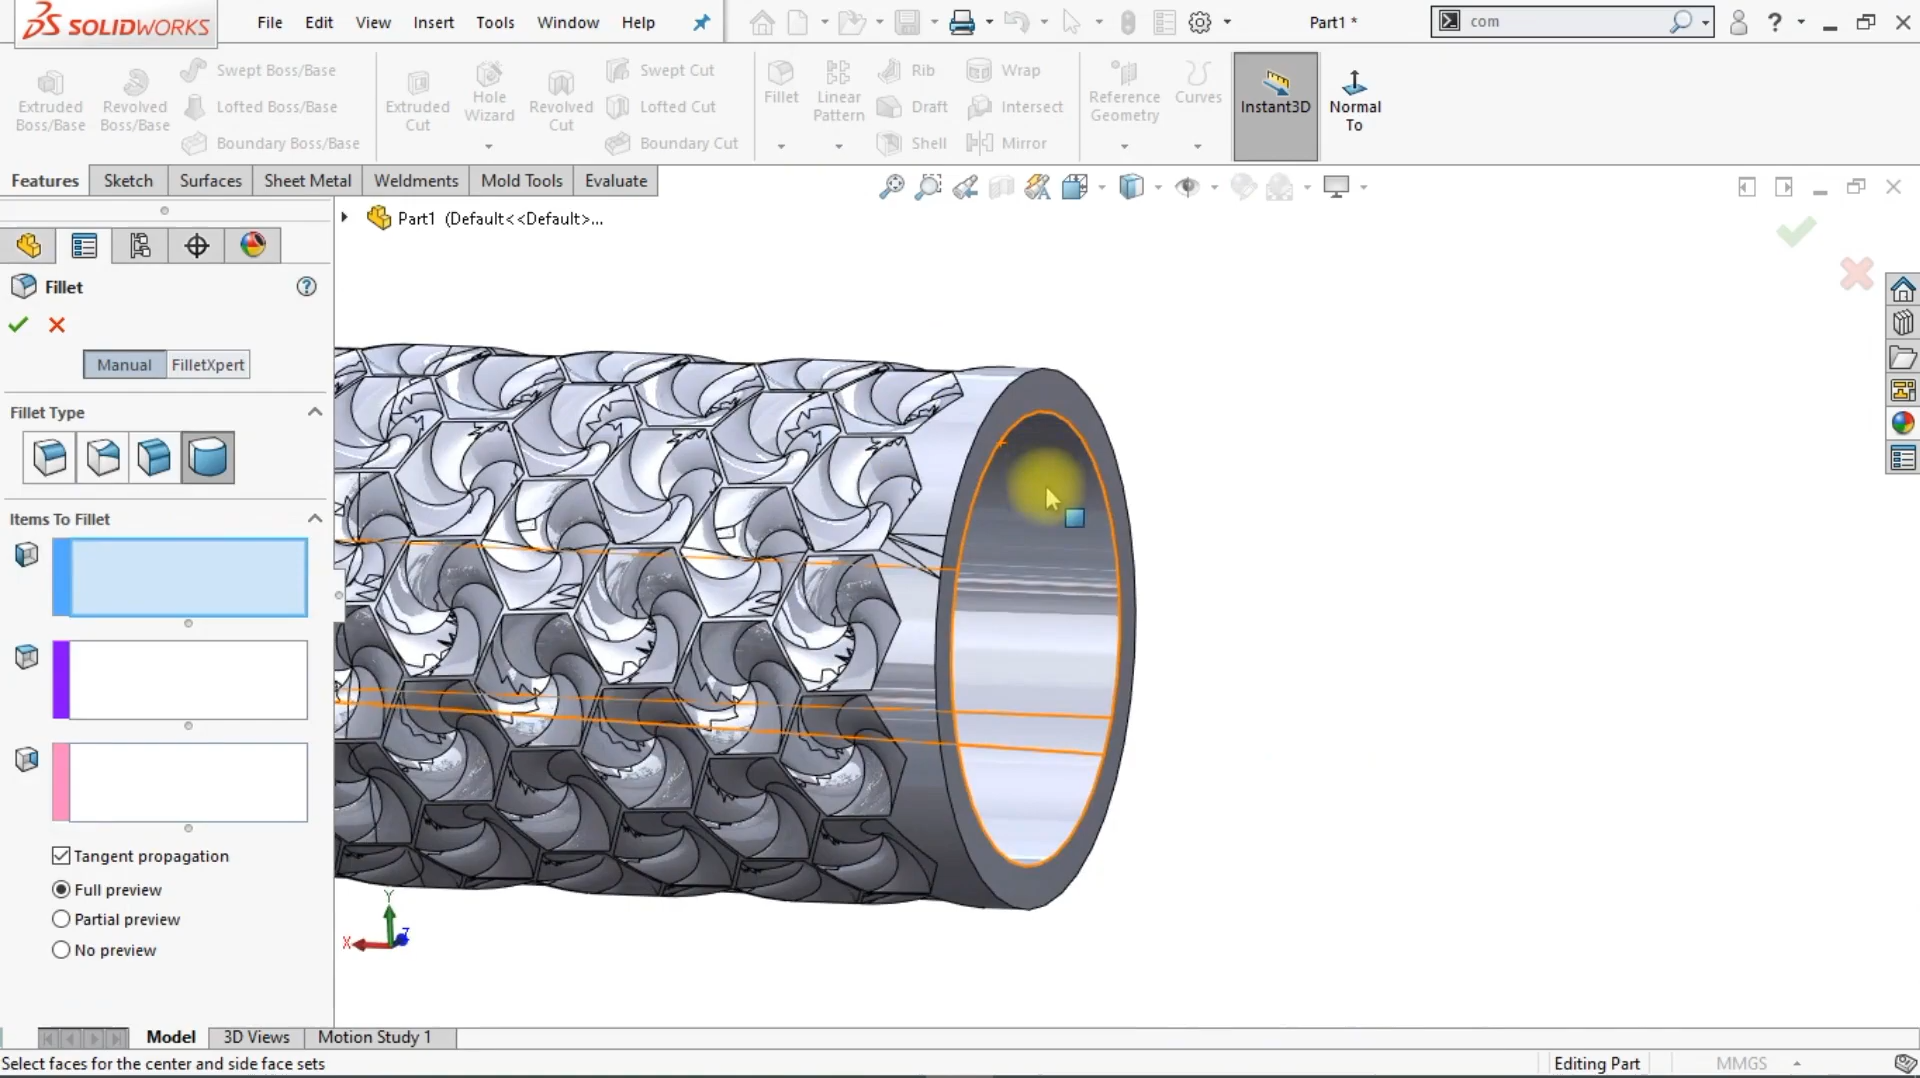 SOLIDWORKS
File Edit View Insert Tools Window Help
Part1 *
com
Extruded Boss/Base
Revolved Boss/Base
Swept Boss/Base
Lofted Boss/Base
Boundary Boss/Base
Extruded Cut
Hole Wizard
Revolved Cut
Swept Cut
Lofted Cut
Boundary Cut
Fillet
Linear Pattern
Rib
Draft
Shell
Wrap
Intersect
Mirror
Reference Geometry
Curves
Instant3D
Normal To
Features Sketch Surfaces Sheet Metal Weldments Mold Tools Evaluate
Part1 (Default<<Default>...
Fillet
Manual FilletXpert
Fillet Type
Items To Fillet
Tangent propagation
Full preview
Partial preview
No preview
Y
X
Z
Model 3D Views Motion Study 1
Select faces for the center and side face sets
Editing Part
MMGS